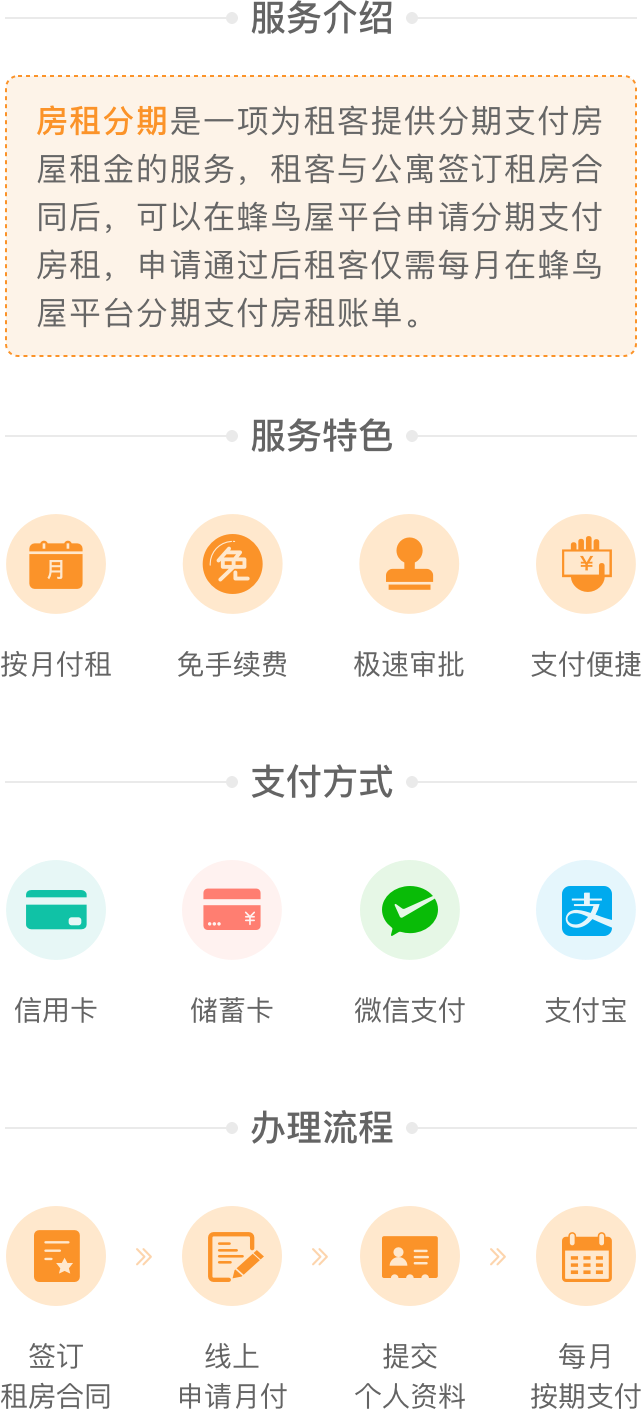 服务介绍
房租分期是一项为租客提供分期支付房
屋租金的服务，租客与公寓签订租房合
同后，可以在蜂鸟屋平台申请分期支付
房租，申请通过后租客仅需每月在蜂鸟
屋平台分期支付房租账单。
服务特色
月
免
¥
按月付租
免手续费
极速审批
支付便捷
支付方式
¥
支
信用卡
储蓄卡
微信支付
支付宝
办理流程
签订
租房合同
线上
申请月付
提交
个人资料
每月
按期支付